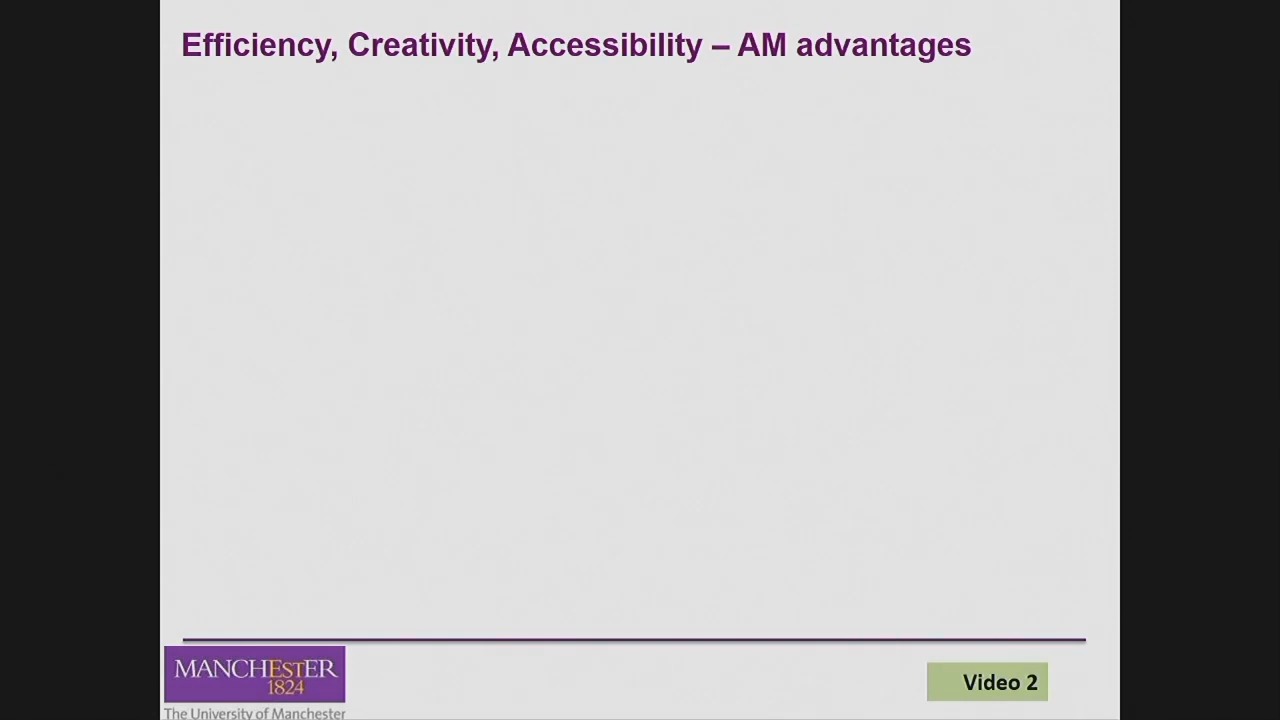 Efficiency, Creativity, Accessibility – AM advantages
MANCHESTER
1824
The University of Manchester
Video 2